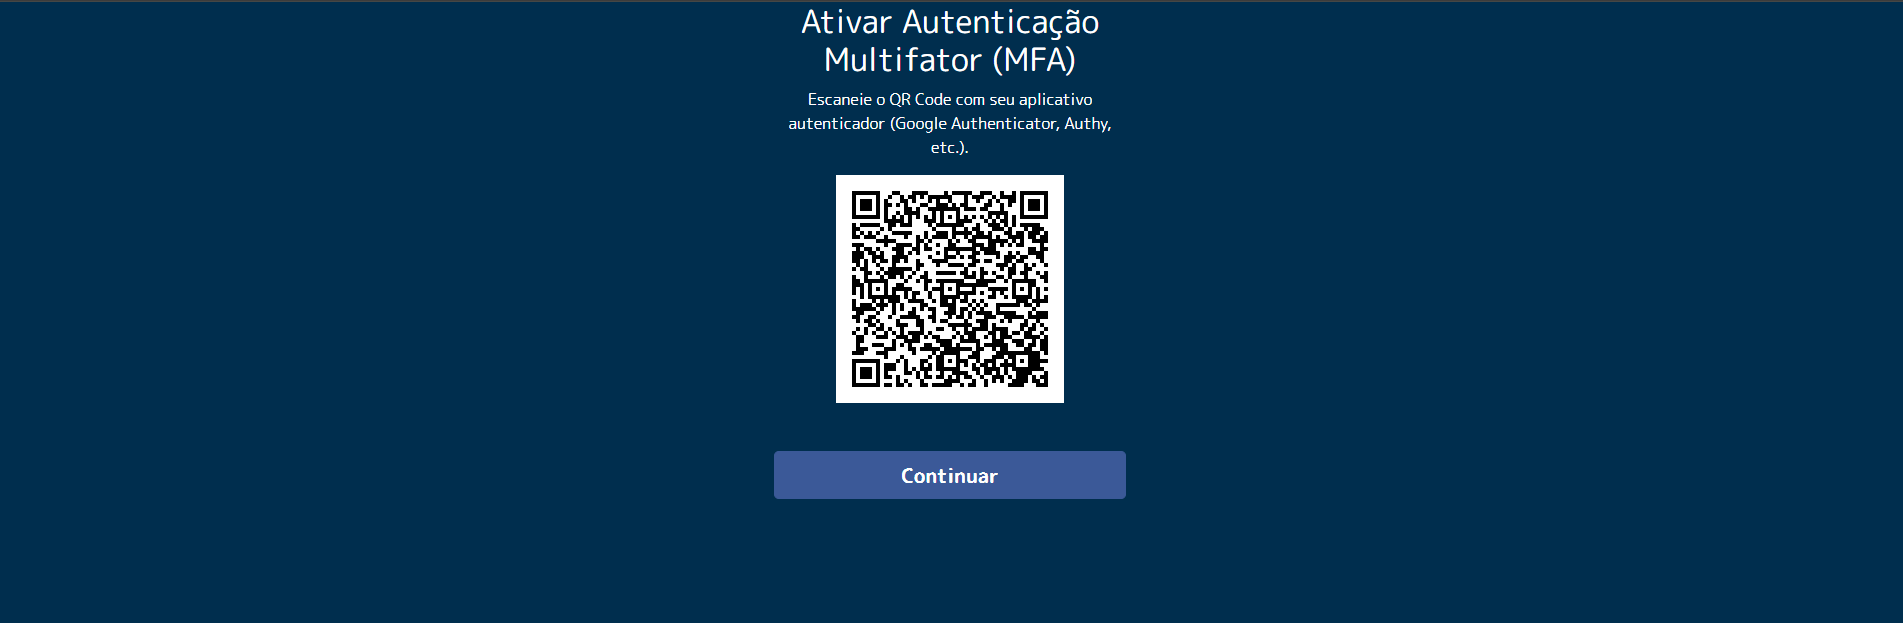 Ativar Autenticação
Multifator (MFA)
Escaneie o QR Code com seu aplicativo
autenticador (Google Authenticator, Authy,
etc.).
Continuar